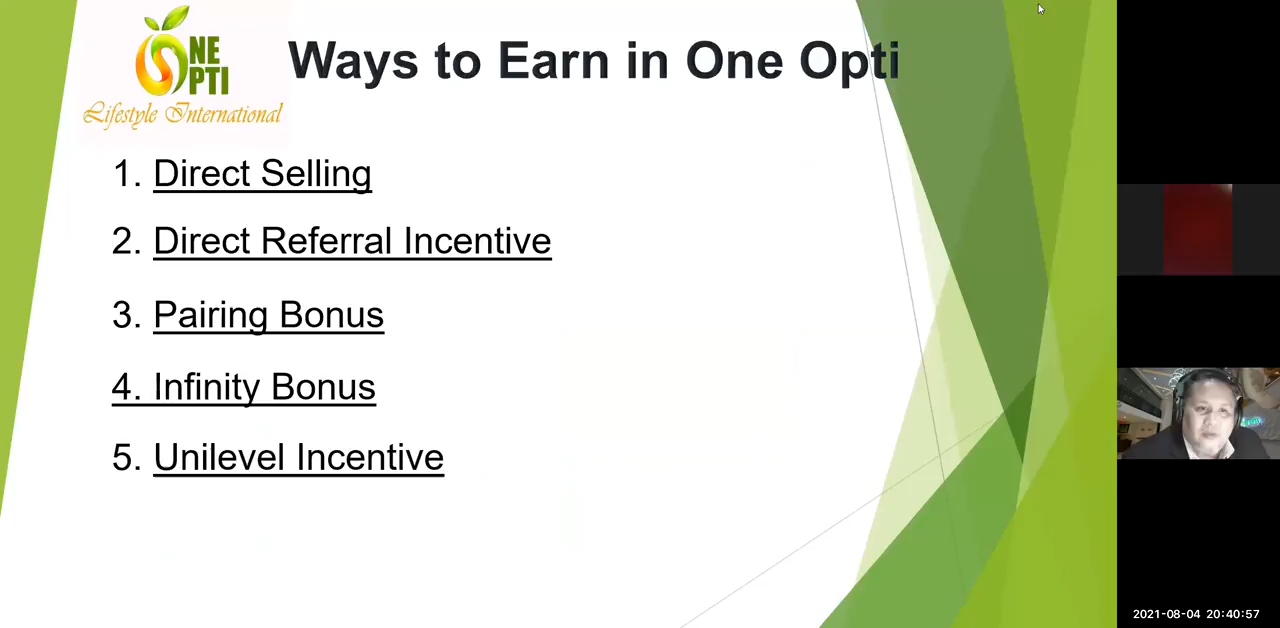 ONE
OPTI
Lifestyle International
Ways to Earn in One Opti
1. Direct Selling
2. Direct Referral Incentive
3. Pairing Bonus
4. Infinity Bonus
5. Unilevel Incentive
2021-08-04 20:40:57